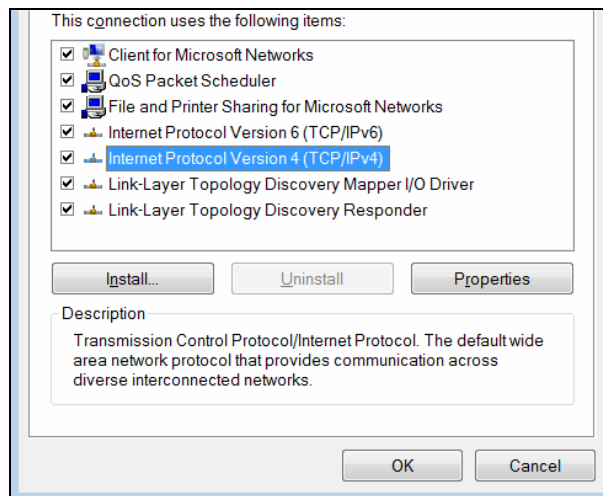 This connection uses the following items:
Client for Microsoft Networks
QoS Packet Scheduler
File and Printer Sharing for Microsoft Networks
Internet Protocol Version 6 (TCP/IPv6)
Internet Protocol Version 4 (TCP/IPv4)
Link-Layer Topology Discovery Mapper I/O Driver
Link-Layer Topology Discovery Responder
Install... Uninstall Properties
Description
Transmission Control Protocol/Internet Protocol. The default wide
area network protocol that provides communication across
diverse interconnected networks.
OK Cancel